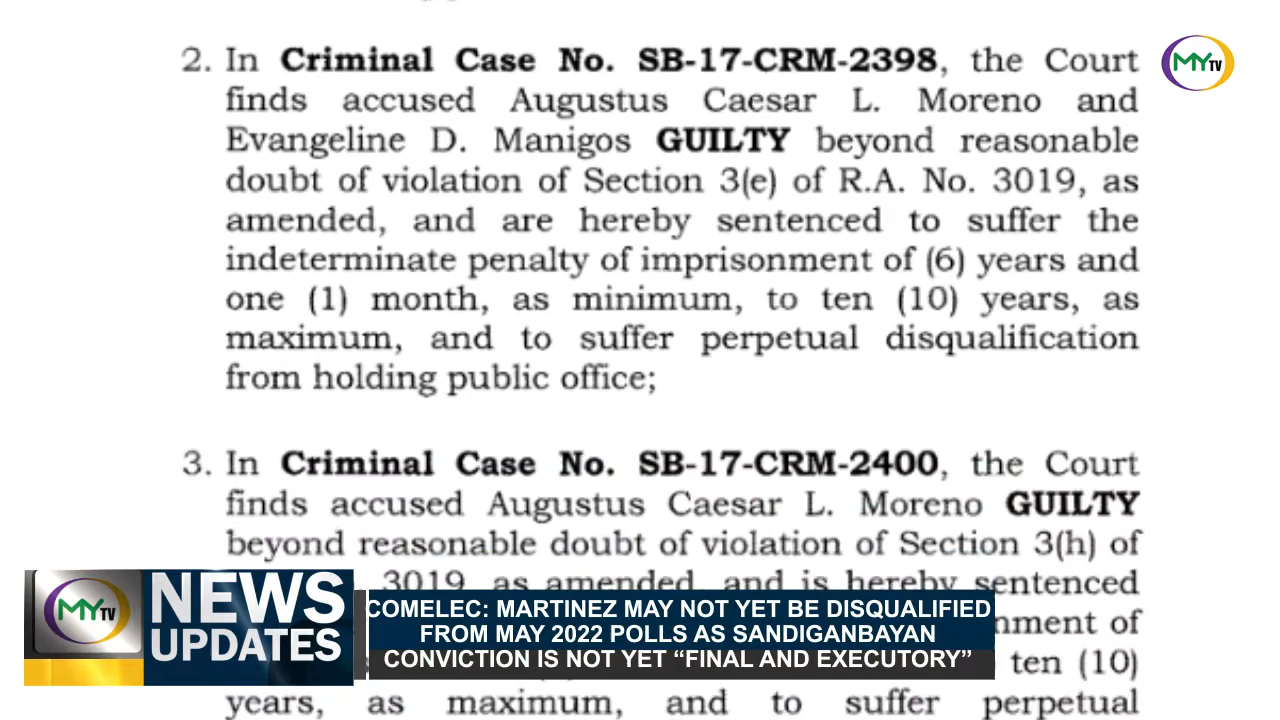 2. In Criminal Case No. SB-17-CRM-2398, the Court
finds accused Augustus Caesar L. Moreno and
Evangeline D. Manigos GUILTY beyond reasonable
doubt of violation of Section 3(e) of R.A. No. 3019, as
amended, and are hereby sentenced to suffer the
indeterminate penalty of imprisonment of (6) years and
one (1) month, as minimum, to ten (10) years, as
maximum, and to suffer perpetual disqualification
from holding public office;
3. In Criminal Case No. SB-17-CRM-2400, the Court
finds accused Augustus Caesar L. Moreno GUILTY
beyond reasonable doubt of violation of Section 3(h) of
3019, as amended, and is hereby sentenced
of
ten (10)
years, as maximum, and to suffer perpetual
MYTV
MYTV
NEWS
UPDATES
COMELEC: MARTINEZ MAY NOT YET BE DISQUALIFIED
FROM MAY 2022 POLLS AS SANDIGANBAYAN
CONVICTION IS NOT YET “FINAL AND EXECUTORY”